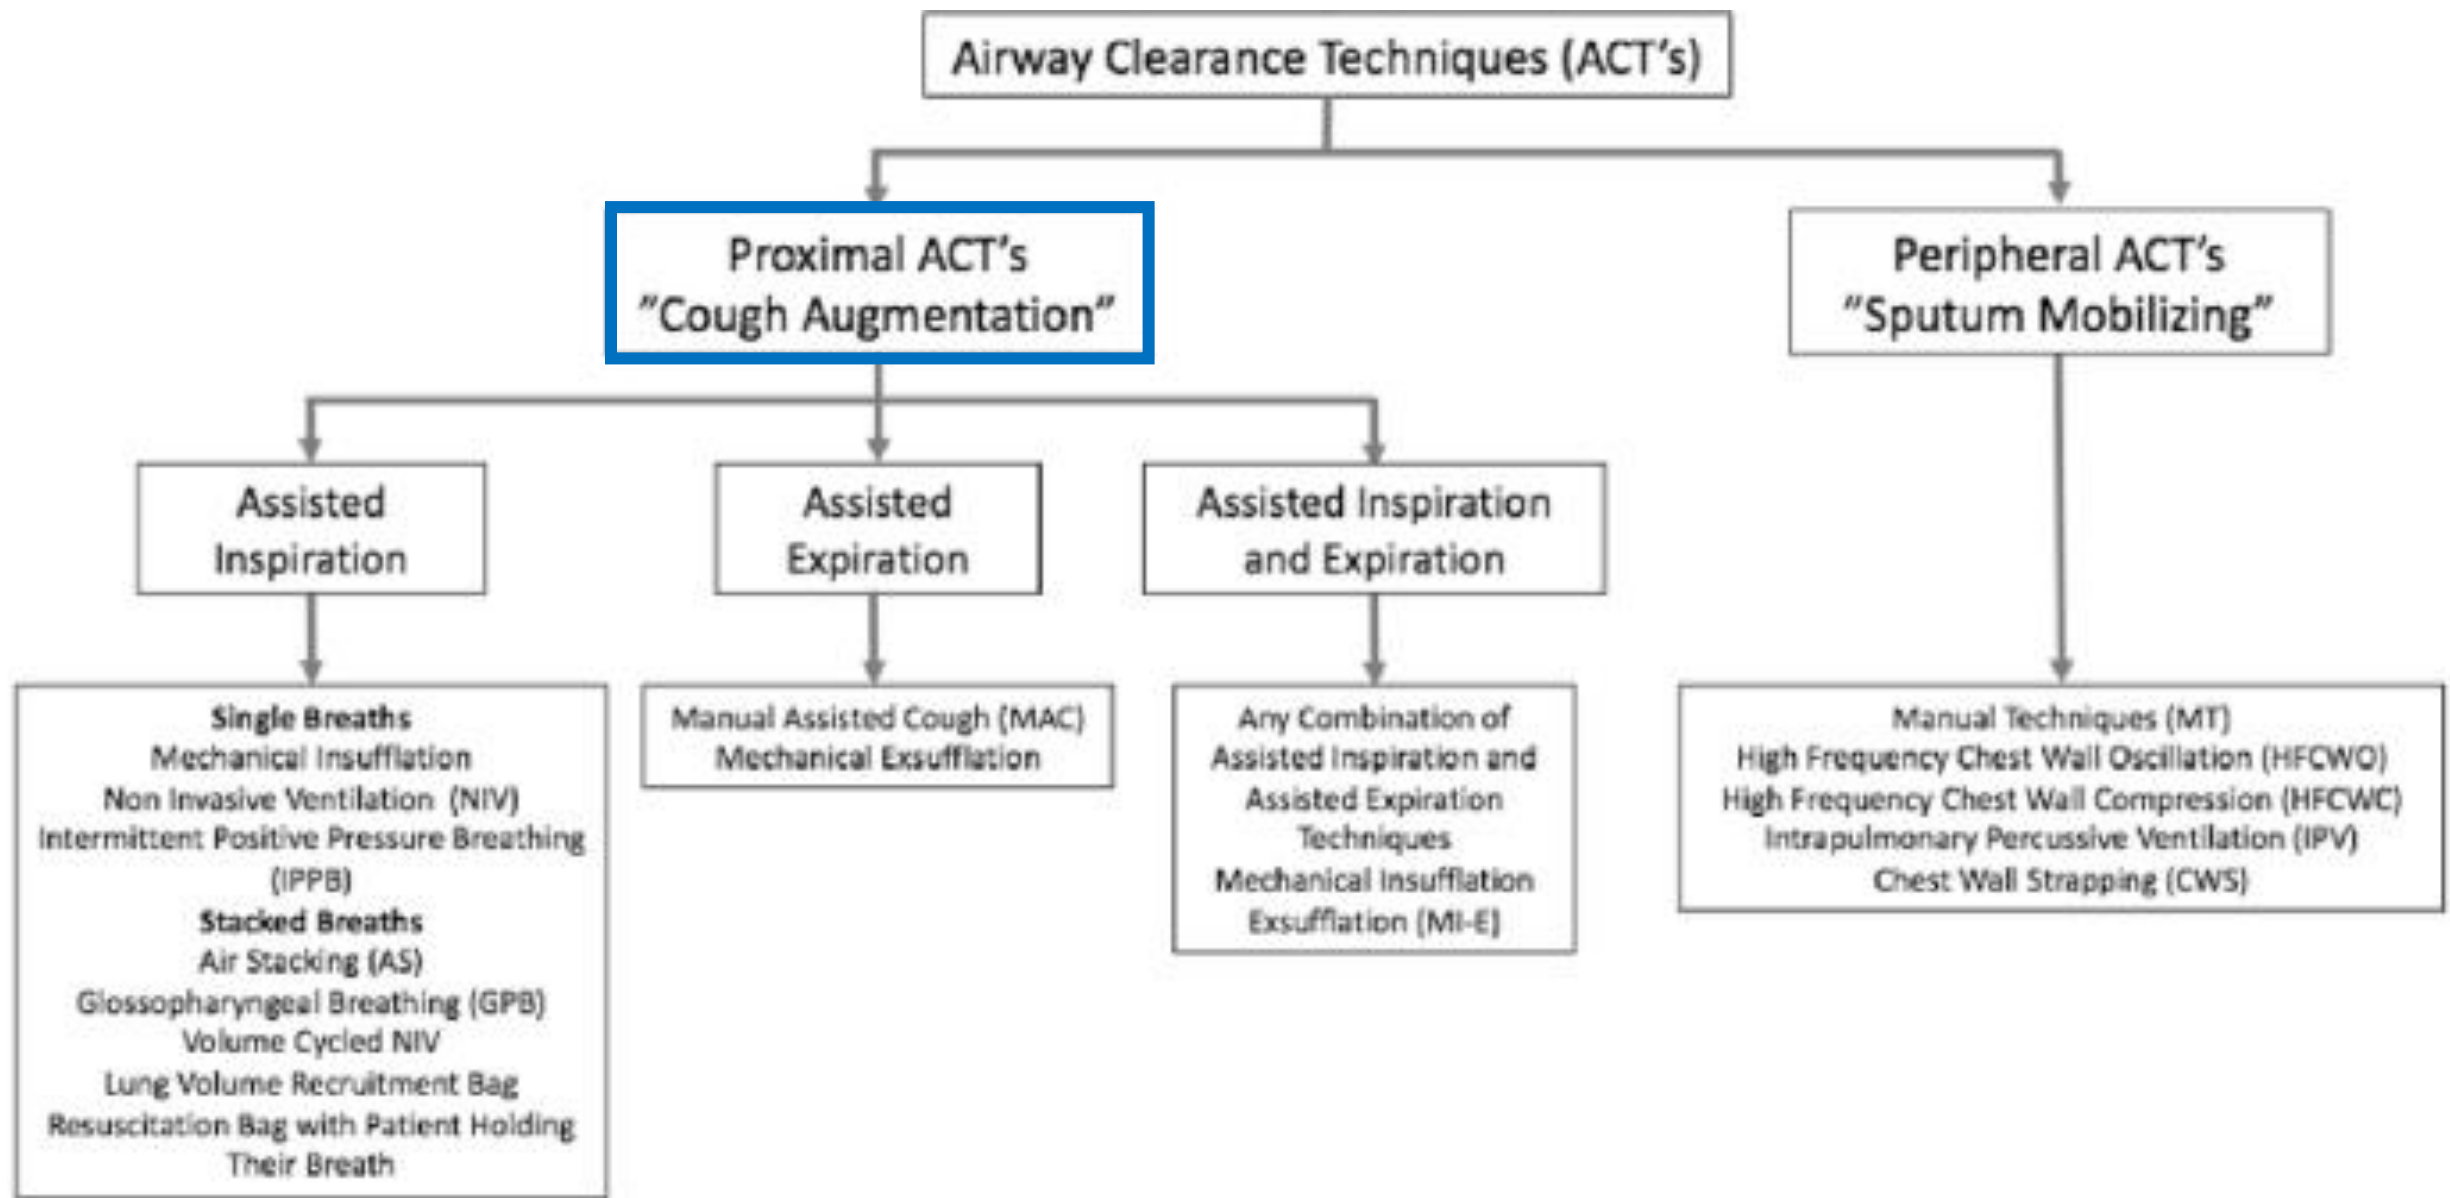 Airway Clearance Techniques (ACT's)
Proximal ACT's
"Cough Augmentation"
Peripheral ACT's
"Sputum Mobilizing"
Assisted
Inspiration
Assisted
Expiration
Assisted Inspiration
and Expiration
Single Breaths
Mechanical Insufflation
Non Invasive Ventilation (NIV)
Intermittent Positive Pressure Breathing
(IPPB)
Stacked Breaths
Air Stacking (AS)
Glossopharyngeal Breathing (GPB)
Volume Cycled NIV
Lung Volume Recruitment Bag
Resuscitation Bag with Patient Holding
Their Breath
Manual Assisted Cough (MAC)
Mechanical Exsufflation
Any Combination of
Assisted Inspiration and
Assisted Expiration
Techniques
Mechanical Insufflation
Exsufflation (MI-E)
Manual Techniques (MT)
High Frequency Chest Wall Oscillation (HFCWO)
High Frequency Chest Wall Compression (HFCWC)
Intrapulmonary Percussive Ventilation (IPV)
Chest Wall Strapping (CWS)